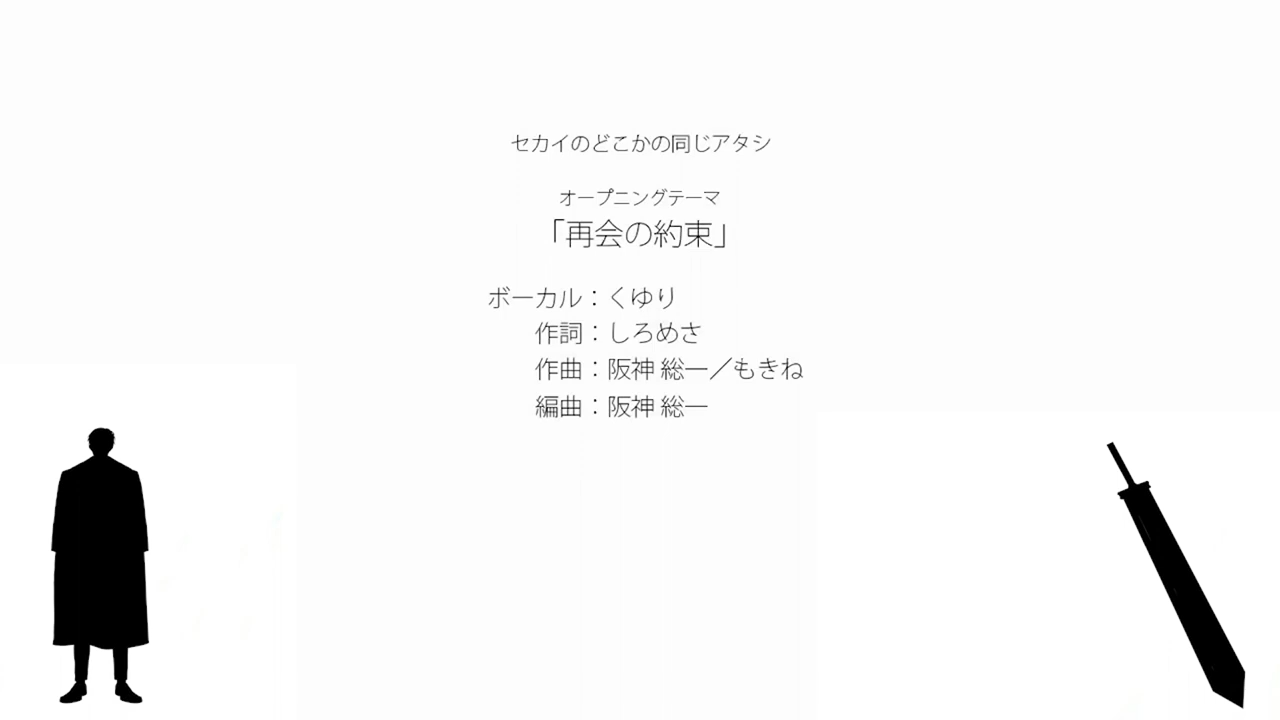 セカイのどこかの同じアタシ
オープニングテーマ
「再会の約束」
ボーカル：くゆり
作詞：しろめさ
作曲：阪神 総一／もきね
編曲：阪神 総一